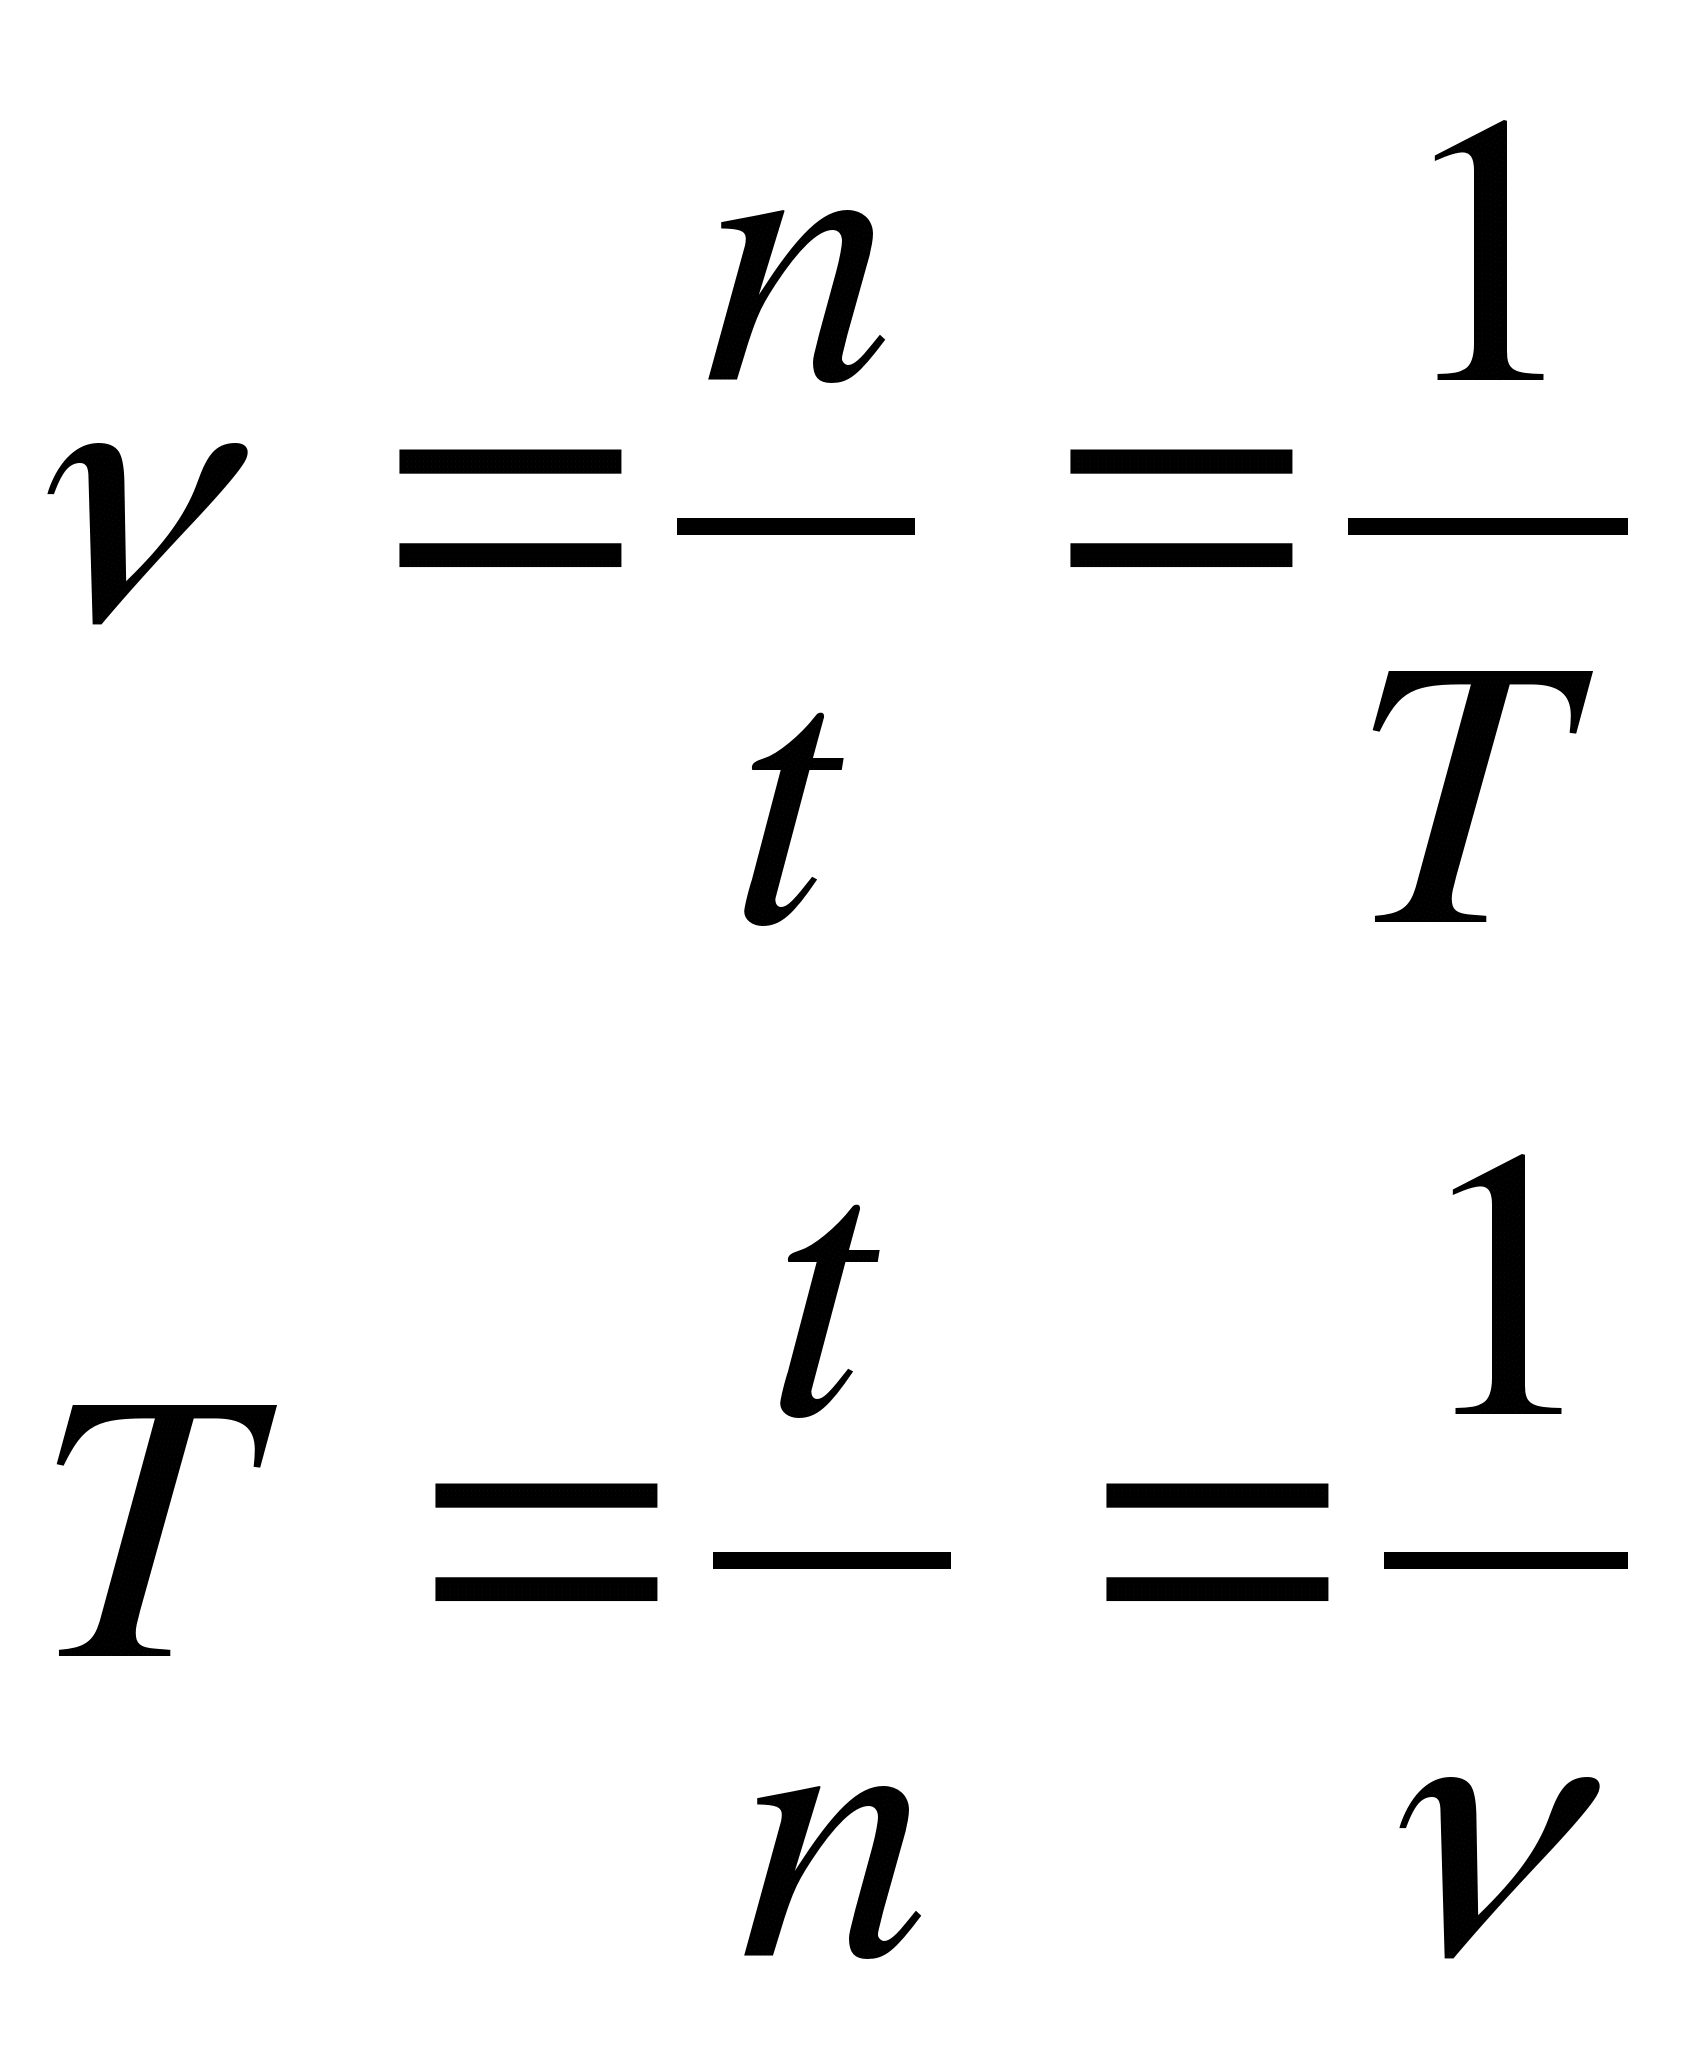 ν = n/t = 1/T
T = t/n = 1/ν